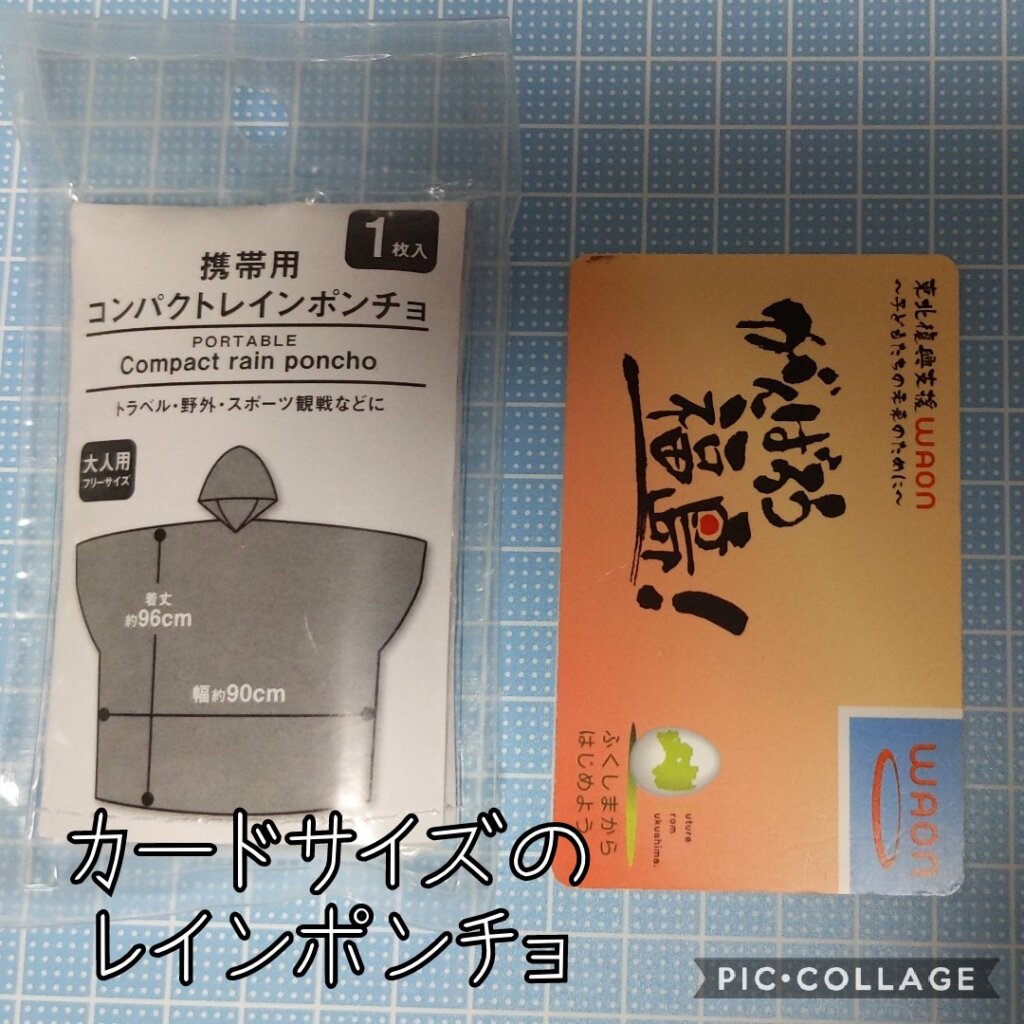 1枚入
携帯用
コンパクトレインポンチョ
PORTABLE
Compact rain poncho
トラベル・野外・スポーツ観戦などに
大人用
フリーサイズ
着丈
約96cm
幅約90cm
東北復興支援 WAON
～子どもたちの未来のために～
がんばろう
福島!
WAON
ふくしまから
はじめよう
uture
rom
ukushima.
カードサイズの
レインポンチョ
PIC•COLLAGE